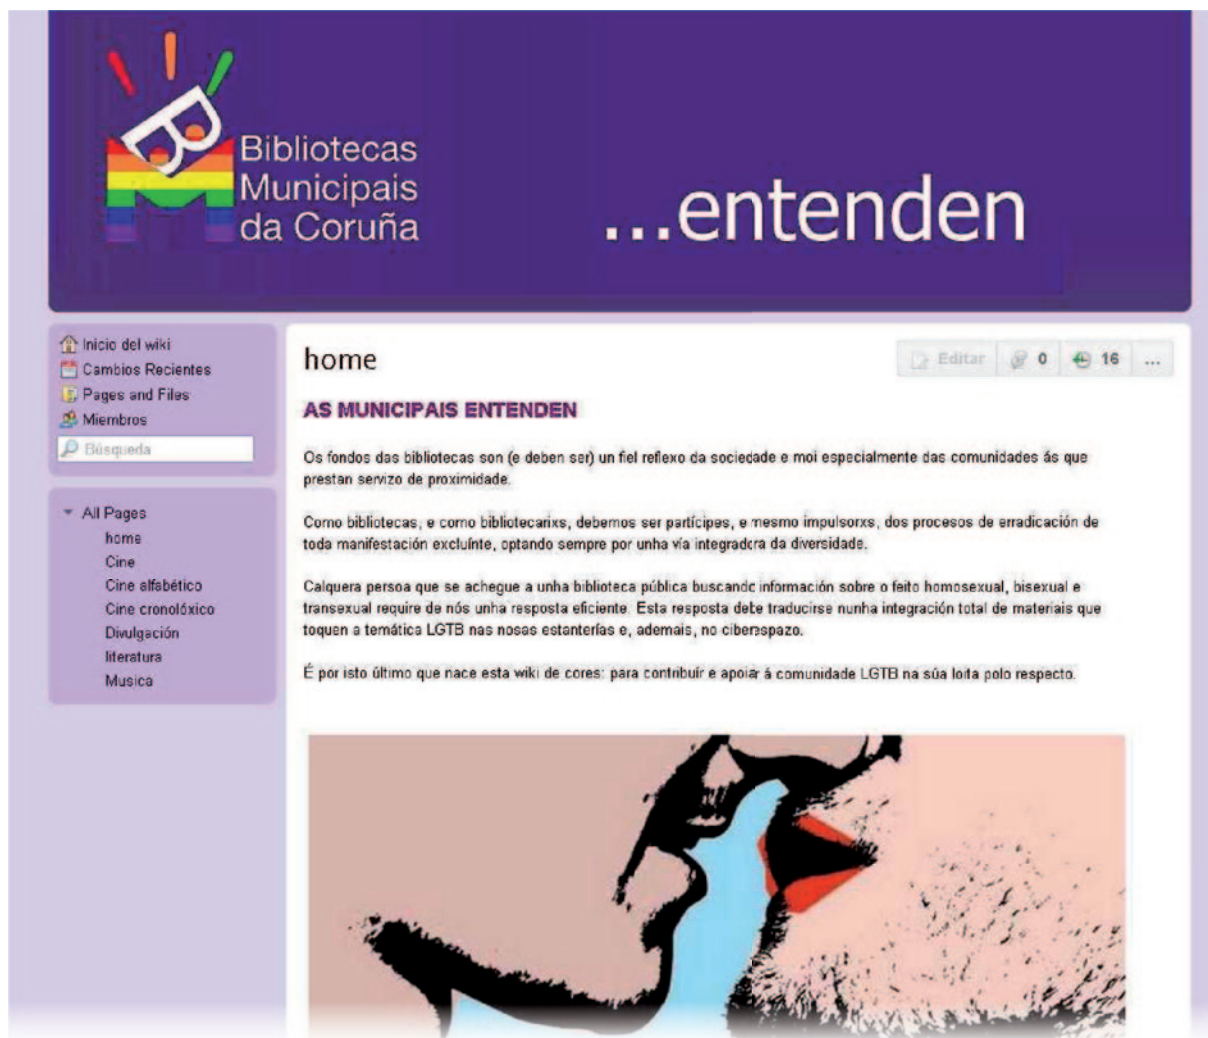 B
Bibliotecas
Municipais
da Coruña
...entenden
Inicio del wiki
Cambios Recientes
Pages and Files
Miembros
Búsqueda
All Pages
home
Cine
Cine alfabético
Cine cronolóxico
Divulgación
literatura
Musica
home
Editar 0 16 ...
AS MUNICIPAIS ENTENDEN
Os fondos das bibliotecas son (e deben ser) un fiel reflexo da sociedade e moi especialmente das comunidades ás que
prestan servizo de proximidade.
Como bibliotecas, e como bibliotecarixs, debemos ser partícipes, e mesmo impulsorxs, dos procesos de erradicación de
toda manifestación excluínte, optando sempre por unha vía integradora da diversidade.
Calquera persoa que se achegue a unha biblioteca pública buscando información sobre o feito homosexual, bisexual e
transexual require de nós unha resposta eficiente. Esta resposta debe traducirse nunha integración total de materiais que
toquen a temática LGTB nas nosas estanterías e, ademais, no ciberespazo.
É por isto último que nace esta wiki de cores: para contribuír e apoiar á comunidade LGTB na súa loita polo respecto.